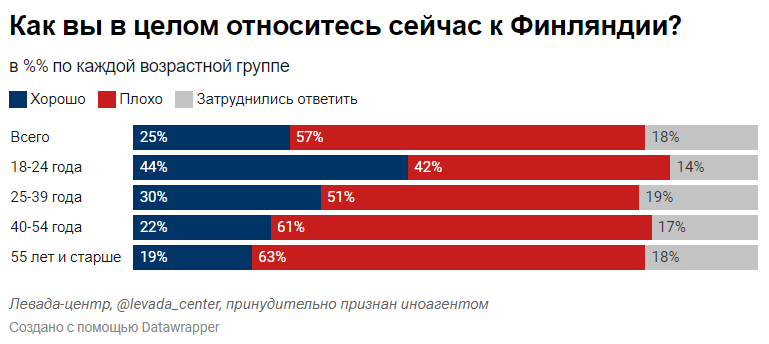 Как вы в целом относитесь сейчас к Финляндии?
в %% по каждой возрастной группе
Хорошо Плохо Затруднились ответить
Всего 25% 57% 18%
18-24 года 44% 42% 14%
25-39 года 30% 51% 19%
40-54 года 22% 61% 17%
55 лет и старше 19% 63% 18%
Левада-центр, @levada_center, принудительно признан иноагентом
Создано с помощью Datawrapper